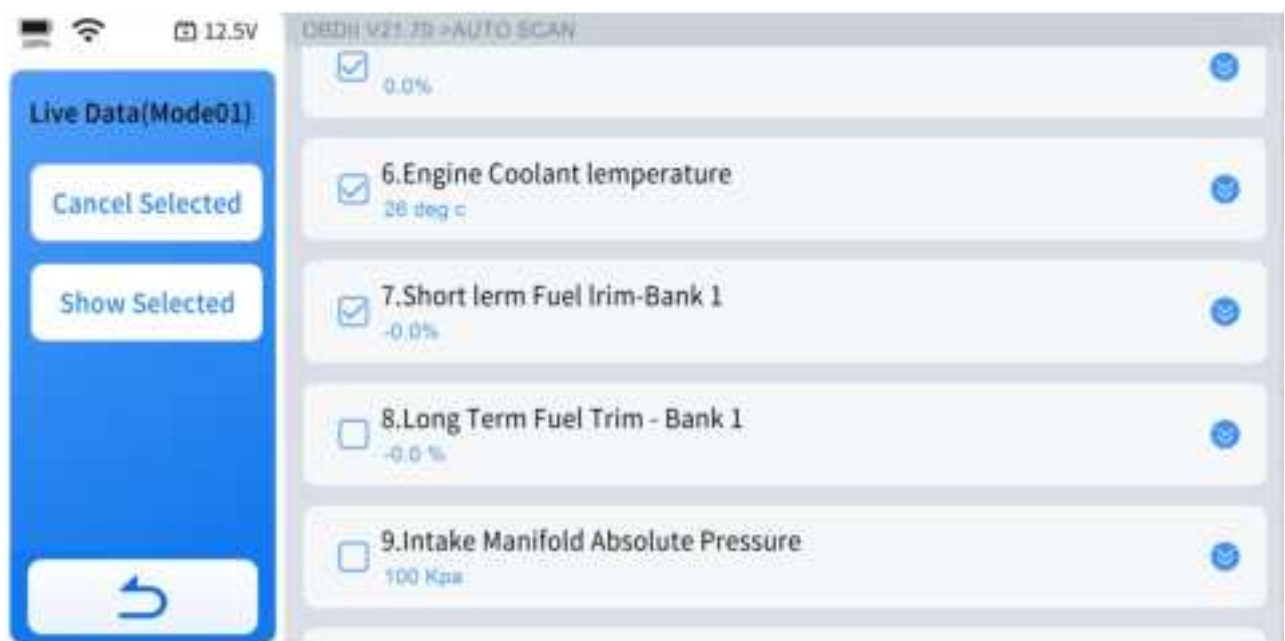 12.5V
OBDII V21.70 >AUTO SCAN
Live Data(Mode01)
Cancel Selected
Show Selected
0.0%
6.Engine Coolant lemperature
26 deg c
7.Short lerm Fuel lrim-Bank 1
-0.0%
8.Long Term Fuel Trim - Bank 1
-0.0 %
9.Intake Manifold Absolute Pressure
100 Kpa